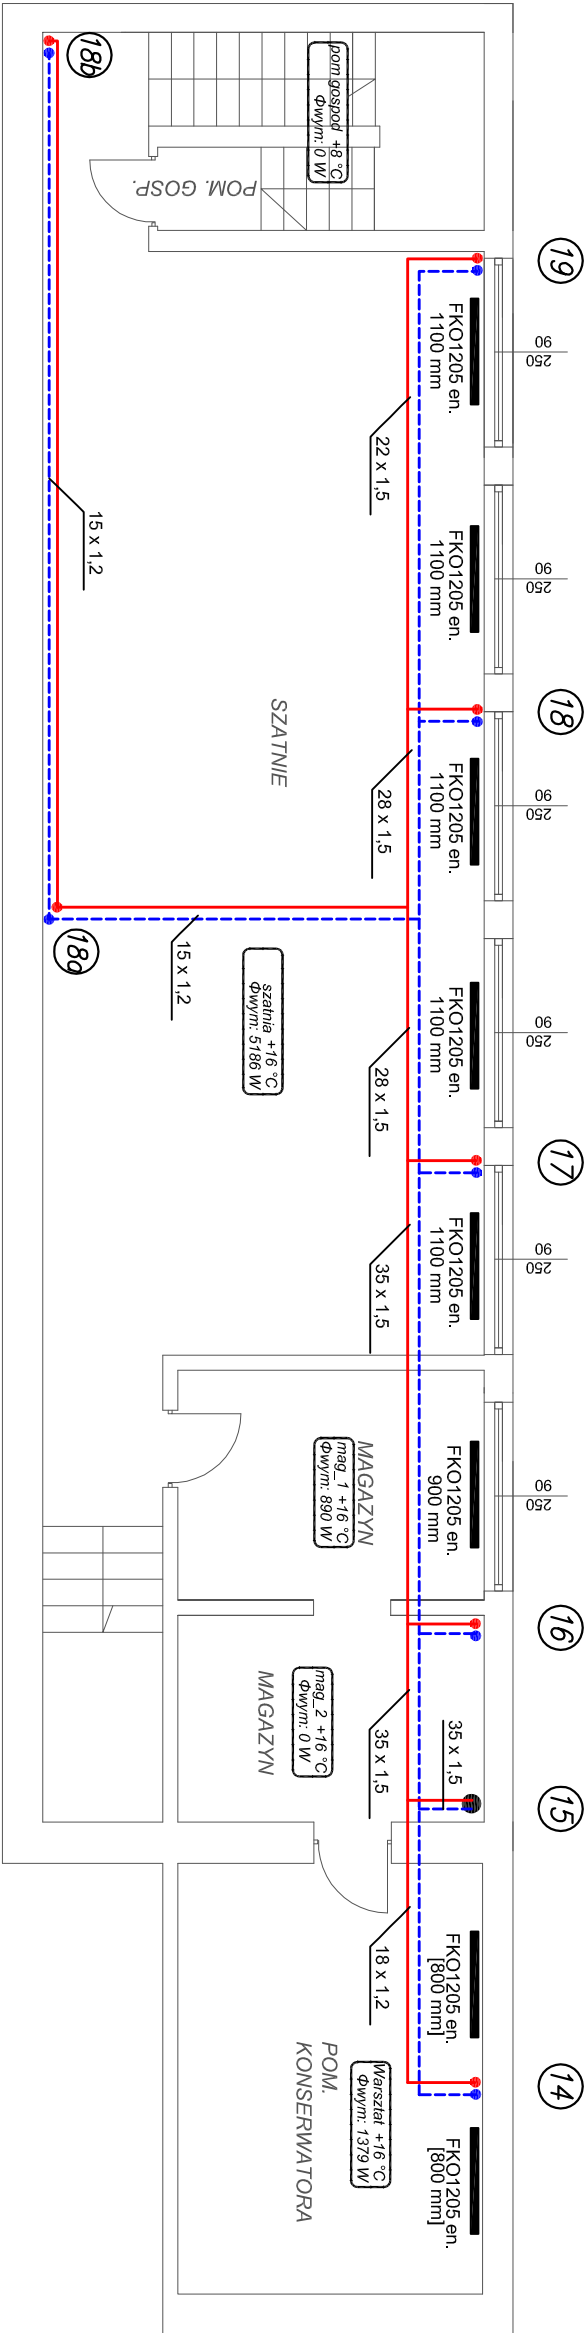 18b
pom.gospod +8 °C
Φwym: 0 W
POM. GOSP.
19
90
250
FKO1205 en.
1100 mm
22 x 1,5
15 x 1,2
90
250
FKO1205 en.
1100 mm
SZATNIE
18
90
250
FKO1205 en.
1100 mm
28 x 1,5
18a
15 x 1,2
szatnia +16 °C
Φwym: 5186 W
90
250
FKO1205 en.
1100 mm
28 x 1,5
17
90
250
FKO1205 en.
1100 mm
35 x 1,5
MAGAZYN
mag_1 +16 °C
Φwym: 890 W
90
250
FKO1205 en.
900 mm
16
MAGAZYN
mag_2 +16 °C
Φwym: 0 W
35 x 1,5
35 x 1,5
15
FKO1205 en.
[800 mm]
18 x 1,2
14
POM.
KONSERWATORA
Warsztat +16 °C
Φwym: 1379 W
FKO1205 en.
[800 mm]